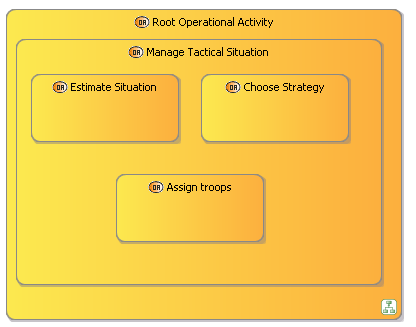 OA Root Operational Activity
OA Manage Tactical Situation
OA Estimate Situation
OA Choose Strategy
OA Assign troops